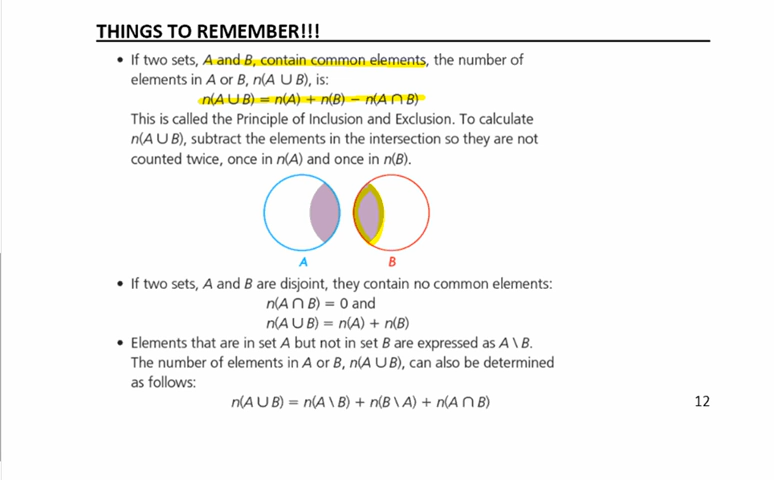 THINGS TO REMEMBER!!!
• If two sets, A and B, contain common elements, the number of
elements in A or B, n(A ∪ B), is:
n(A ∪ B) = n(A) + n(B) − n(A ∩ B)
This is called the Principle of Inclusion and Exclusion. To calculate
n(A ∪ B), subtract the elements in the intersection so they are not
counted twice, once in n(A) and once in n(B).
A B
• If two sets, A and B are disjoint, they contain no common elements:
n(A ∩ B) = 0 and
n(A ∪ B) = n(A) + n(B)
• Elements that are in set A but not in set B are expressed as A \ B.
The number of elements in A or B, n(A ∪ B), can also be determined
as follows:
n(A ∪ B) = n(A \ B) + n(B \ A) + n(A ∩ B)
12